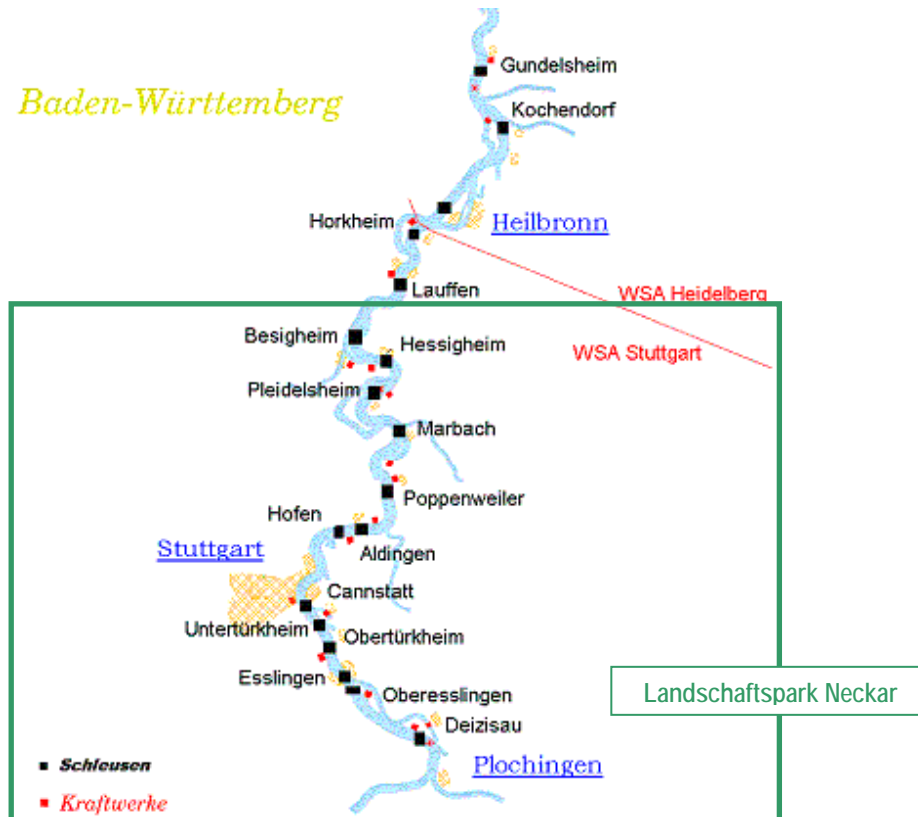 Gundelsheim
Baden-Württemberg
Kochendorf
Horkheim
Heilbronn
Lauffen
WSA Heidelberg
Besigheim
Hessigheim
WSA Stuttgart
Pleidelsheim
Marbach
Poppenweiler
Hofen
Stuttgart
Aldingen
Cannstatt
Untertürkheim
Obertürkheim
Esslingen
Oberesslingen
Landschaftspark Neckar
Deizisau
Schleusen
Plochingen
Kraftwerke